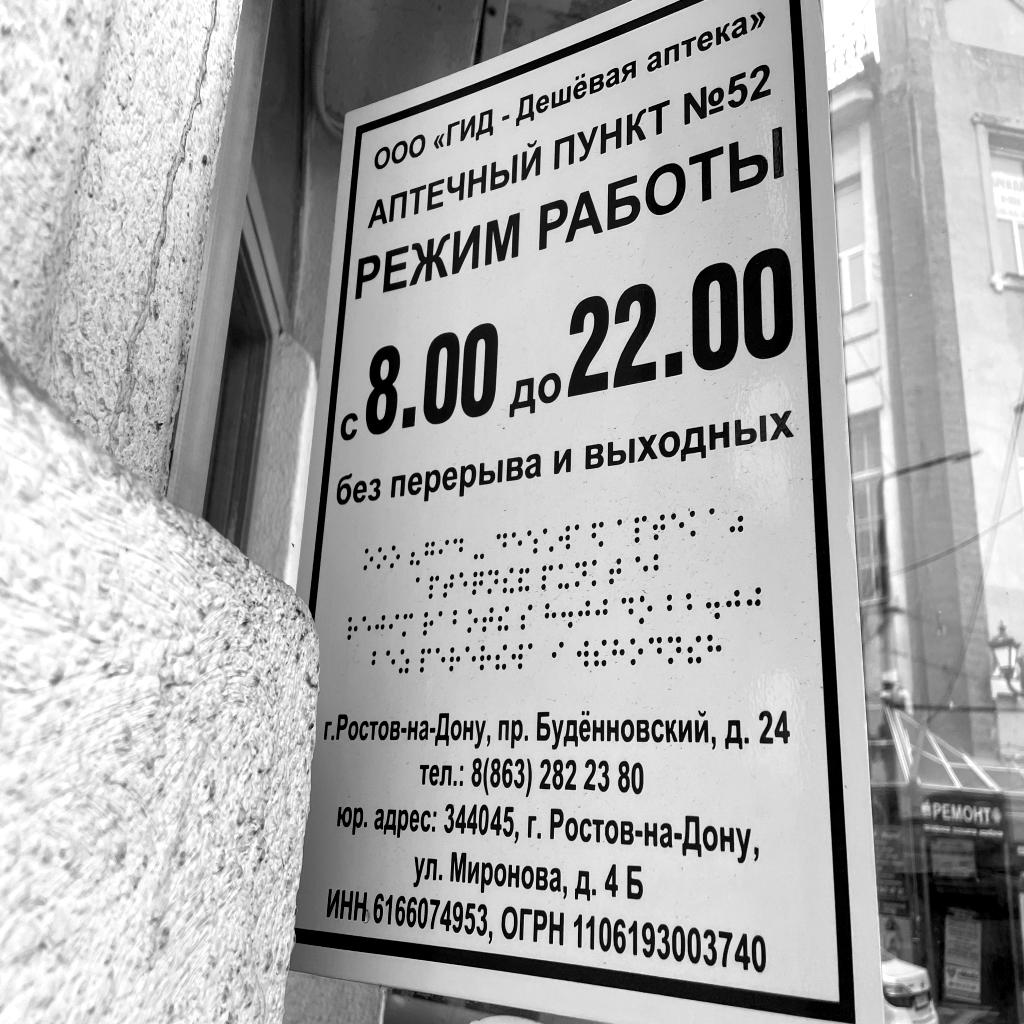 ООО «ГИД - Дешёвая аптека»
АПТЕЧНЫЙ ПУНКТ №52
РЕЖИМ РАБОТЫ
с 8.00 до 22.00
без перерыва и выходных
г.Ростов-на-Дону, пр. Будённовский, д. 24
тел.: 8(863) 282 23 80
юр. адрес: 344045, г. Ростов-на-Дону,
ул. Миронова, д. 4 Б
ИНН 6166074953, ОГРН 1106193003740
РЕМОНТ